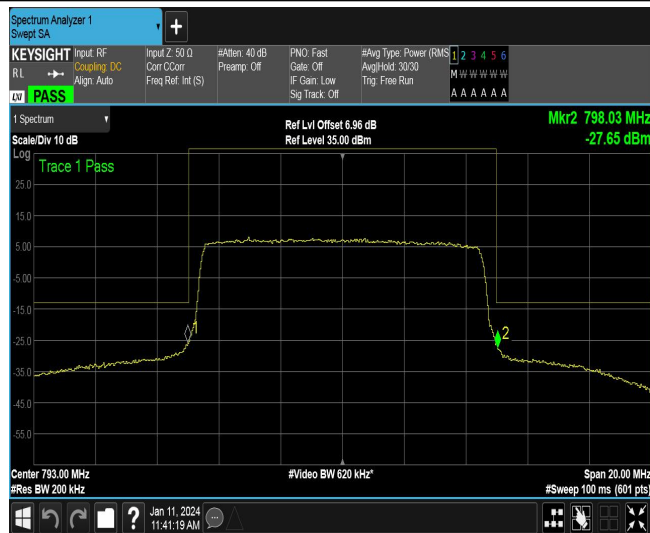 Spectrum Analyzer 1
Swept SA
+
KEYSIGHT
RL
LXI PASS
Input: RF
Coupling: DC
Align: Auto
Input Z: 50 Ω
Corr CCorr
Freq Ref: Int (S)
#Atten: 40 dB
Preamp: Off
PNO: Fast
Gate: Off
IF Gain: Low
Sig Track: Off
#Avg Type: Power (RMS
Avg|Hold: 30/30
Trig: Free Run
1 2 3 4 5 6
M W W W W W
A A A A A A
1 Spectrum
Scale/Div 10 dB
Ref Lvl Offset 6.96 dB
Ref Level 35.00 dBm
Mkr2 798.03 MHz
-27.65 dBm
Log
Trace 1 Pass
25.0
15.0
5.00
-5.00
-15.0
-25.0
-35.0
-45.0
-55.0
1
2
Center 793.00 MHz
#Res BW 200 kHz
#Video BW 620 kHz*
Span 20.00 MHz
#Sweep 100 ms (601 pts)
?
Jan 11, 2024
11:41:19 AM